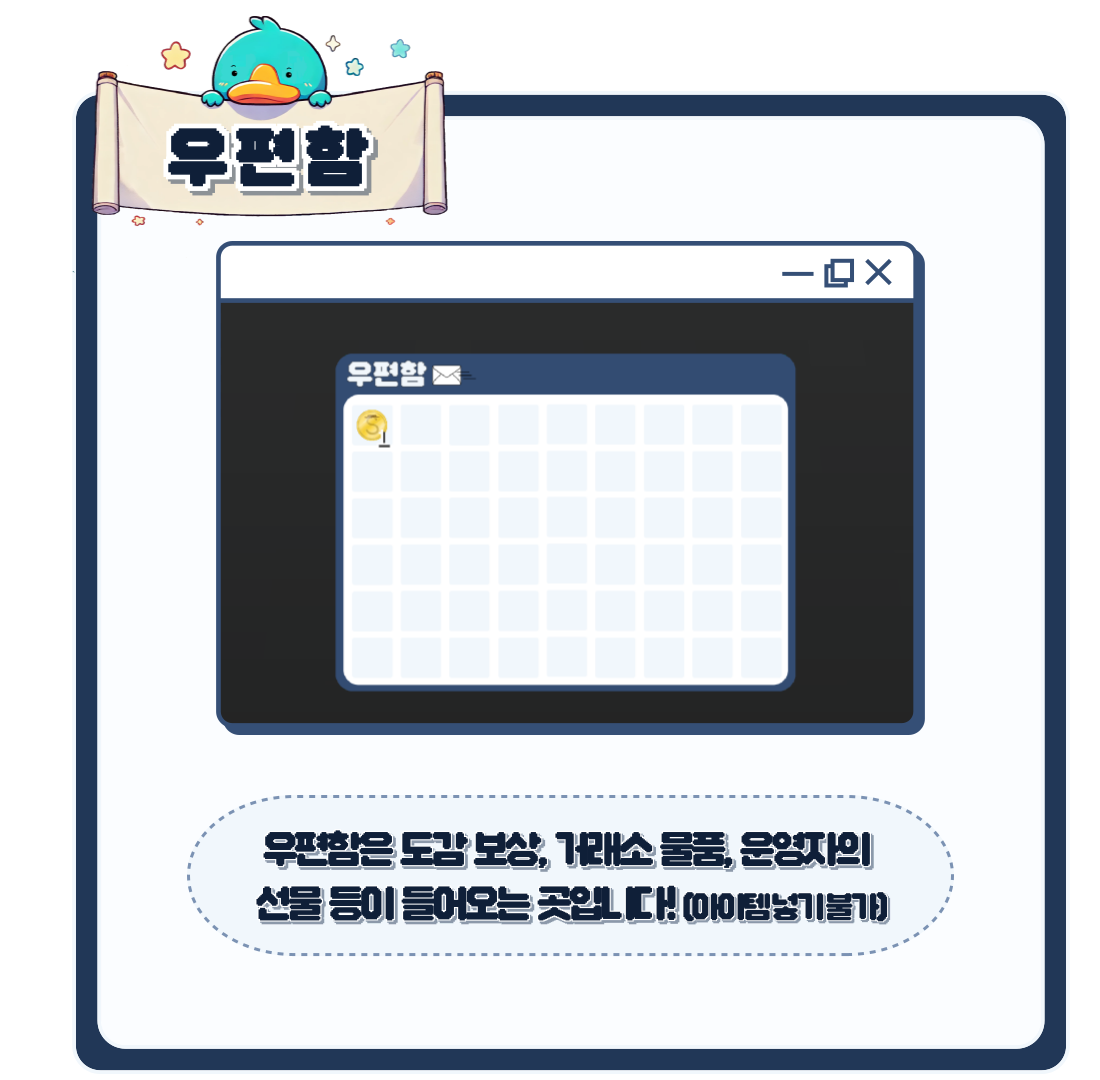 우편함
우편함
우편함은 도감 보상, 거래소 물품, 운영자의
선물 등이 들어오는 곳입니다! (아이템넣기불가)